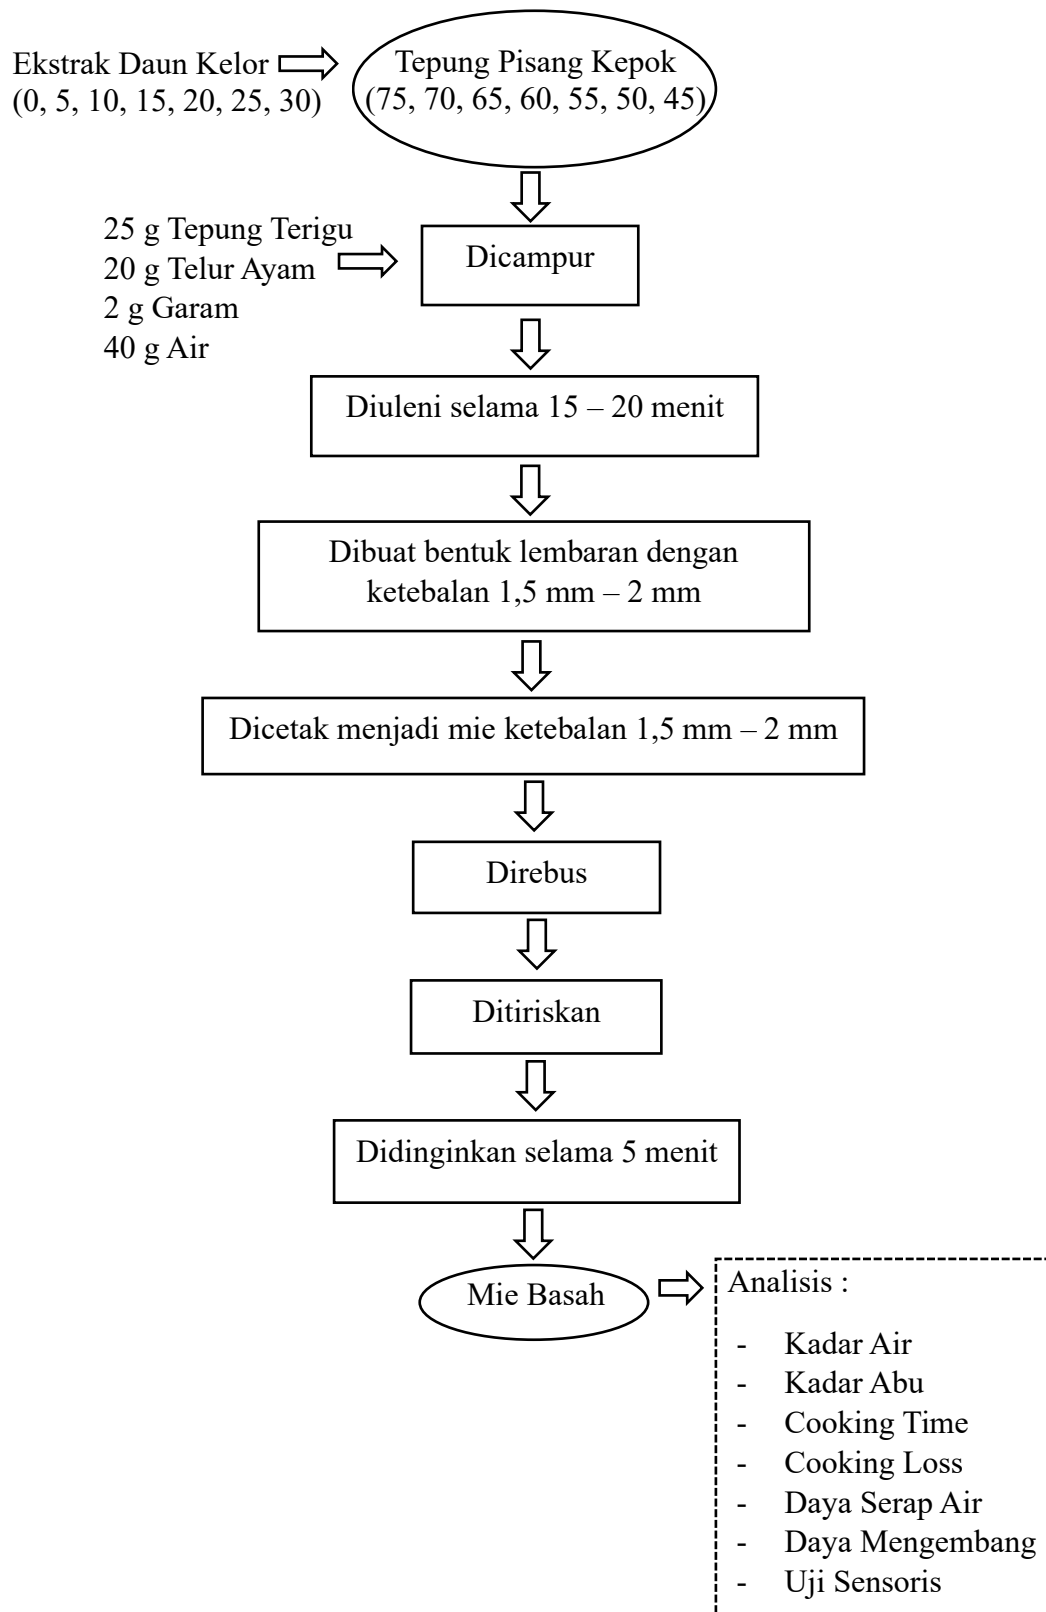 Ekstrak Daun Kelor
(0, 5, 10, 15, 20, 25, 30)
Tepung Pisang Kepok
(75, 70, 65, 60, 55, 50, 45)
25 g Tepung Terigu
20 g Telur Ayam
2 g Garam
40 g Air
Dicampur
Diuleni selama 15 – 20 menit
Dibuat bentuk lembaran dengan
ketebalan 1,5 mm – 2 mm
Dicetak menjadi mie ketebalan 1,5 mm – 2 mm
Direbus
Ditiriskan
Didinginkan selama 5 menit
Mie Basah
Analisis :
- Kadar Air
- Kadar Abu
- Cooking Time
- Cooking Loss
- Daya Serap Air
- Daya Mengembang
- Uji Sensoris